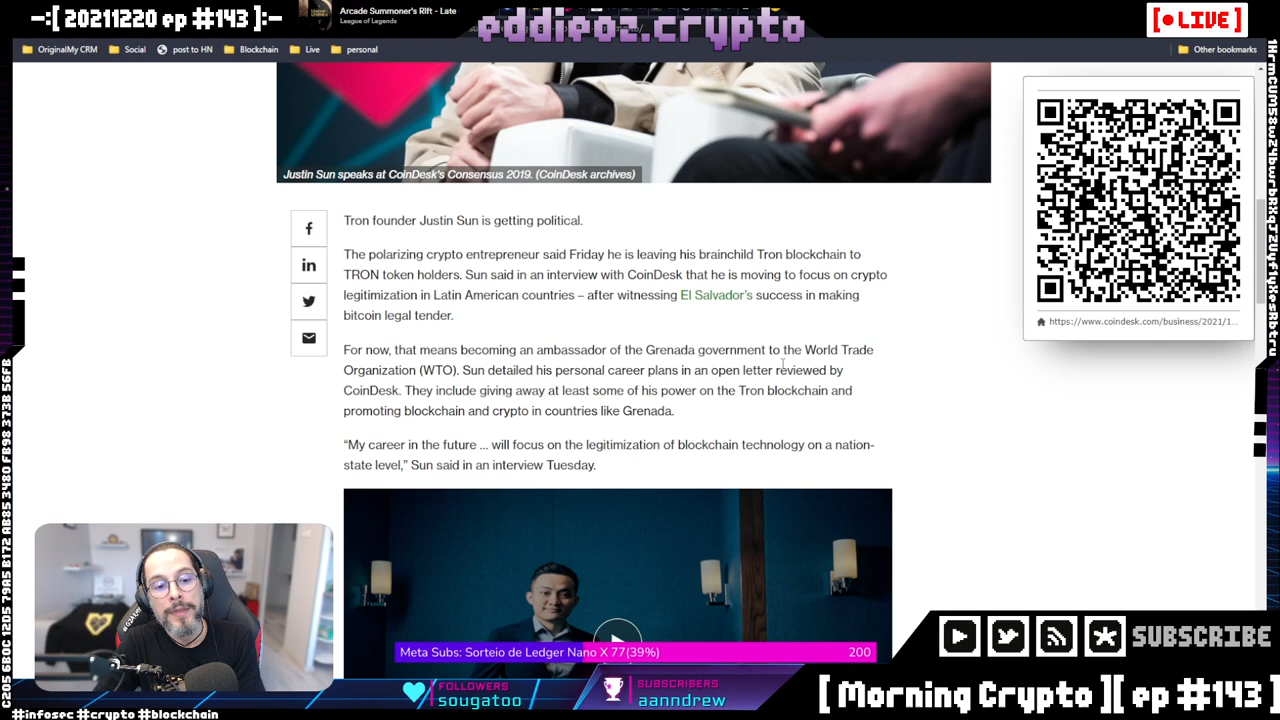 -:[ 20211220 ep #143 ]:-
Arcade Summoner's Rift - Late
League of Legends
eddieoz.crypto
[●LIVE]
OriginalMy CRM
Social
post to HN
Blockchain
Live
personal
Other bookmarks
Justin Sun speaks at CoinDesk's Consensus 2019. (CoinDesk archives)
https://www.coindesk.com/business/2021/1...
Tron founder Justin Sun is getting political.
The polarizing crypto entrepreneur said Friday he is leaving his brainchild Tron blockchain to
TRON token holders. Sun said in an interview with CoinDesk that he is moving to focus on crypto
legitimization in Latin American countries – after witnessing El Salvador's success in making
bitcoin legal tender.
For now, that means becoming an ambassador of the Grenada government to the World Trade
Organization (WTO). Sun detailed his personal career plans in an open letter reviewed by
CoinDesk. They include giving away at least some of his power on the Tron blockchain and
promoting blockchain and crypto in countries like Grenada.
“My career in the future ... will focus on the legitimization of blockchain technology on a nation-
state level,” Sun said in an interview Tuesday.
Meta Subs: Sorteio de Ledger Nano X 77(39%)
200
FOLLOWERS
sougatoo
SUBSCRIBERS
aanndrew
SUBSCRIBE
[ Morning Crypto ][ ep #143 ]
#infosec #crypto #blockchain